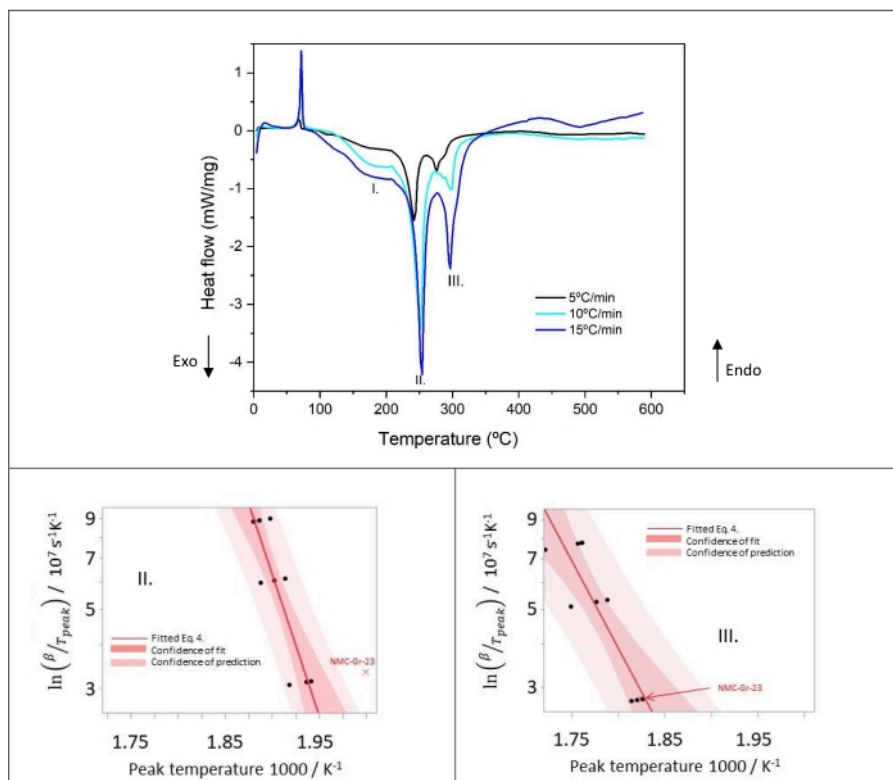 1
0
-1
-2
-3
-4
Heat flow (mW/mg)
I.
II.
III.
5ºC/min
10ºC/min
15ºC/min
Exo
Endo
0
100
200
300
400
500
600
Temperature (ºC)
9
7
5
3
ln(β/T_peak) / 10⁷ s⁻¹K⁻¹
II.
Fitted Eq. 4.
Confidence of fit
Confidence of prediction
NMC-Gr-23
1.75
1.85
1.95
Peak temperature 1000 / K⁻¹
9
7
5
3
ln(β/T_peak) / 10⁷ s⁻¹K⁻¹
Fitted Eq. 4.
Confidence of fit
Confidence of prediction
III.
NMC-Gr-23
1.75
1.85
1.95
Peak temperature 1000 / K⁻¹